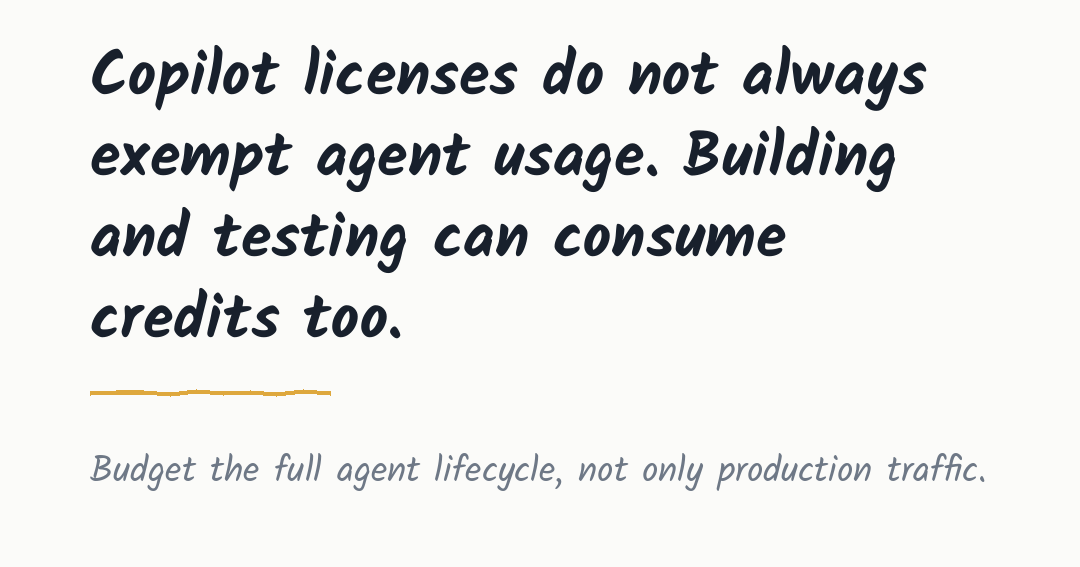 Copilot licenses do not always
exempt agent usage. Building
and testing can consume
credits too.
Budget the full agent lifecycle, not only production traffic.